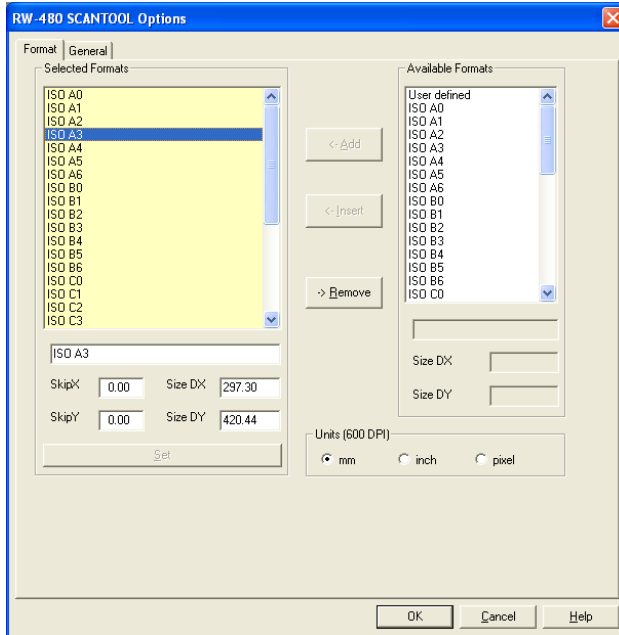 RW-480 SCANTOOL Options
Format
General
Selected Formats
ISO A0
ISO A1
ISO A2
ISO A3
ISO A4
ISO A5
ISO A6
ISO B0
ISO B1
ISO B2
ISO B3
ISO B4
ISO B5
ISO B6
ISO C0
ISO C1
ISO C2
ISO C3
ISO A3
SkipX 0.00 Size DX 297.30
SkipY 0.00 Size DY 420.44
Set
<- Add
<- Insert
-> Remove
Available Formats
User defined
ISO A0
ISO A1
ISO A2
ISO A3
ISO A4
ISO A5
ISO A6
ISO B0
ISO B1
ISO B2
ISO B3
ISO B4
ISO B5
ISO B6
ISO C0
Size DX
Size DY
Units (600 DPI)
mm inch pixel
OK Cancel Help